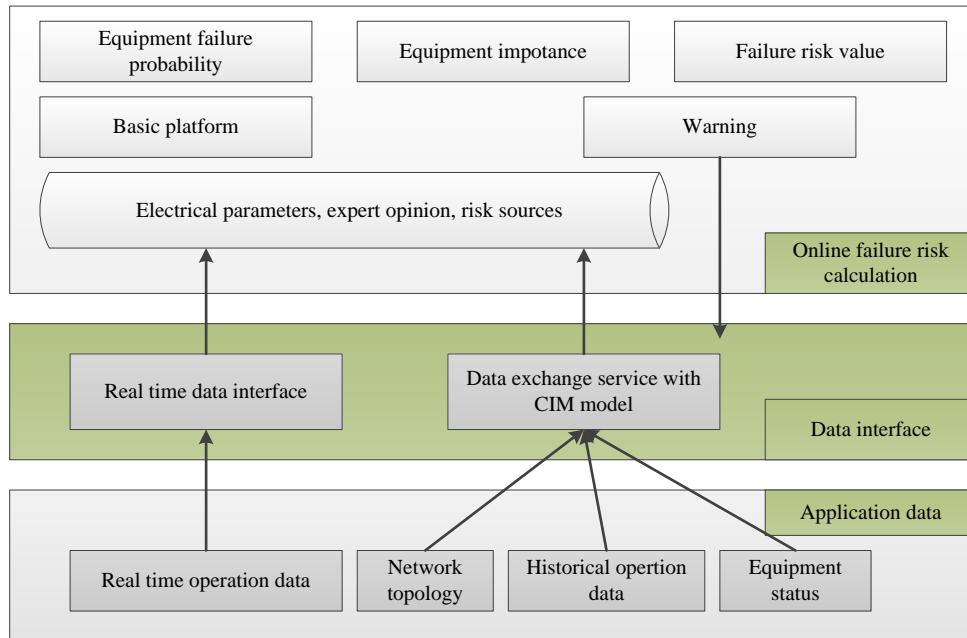 Equipment failure
probability
Equipment impotance
Failure risk value
Basic platform
Warning
Electrical parameters, expert opinion, risk sources
Online failure risk
calculation
Real time data interface
Data exchange service with
CIM model
Data interface
Application data
Real time operation data
Network
topology
Historical opertion
data
Equipment
status